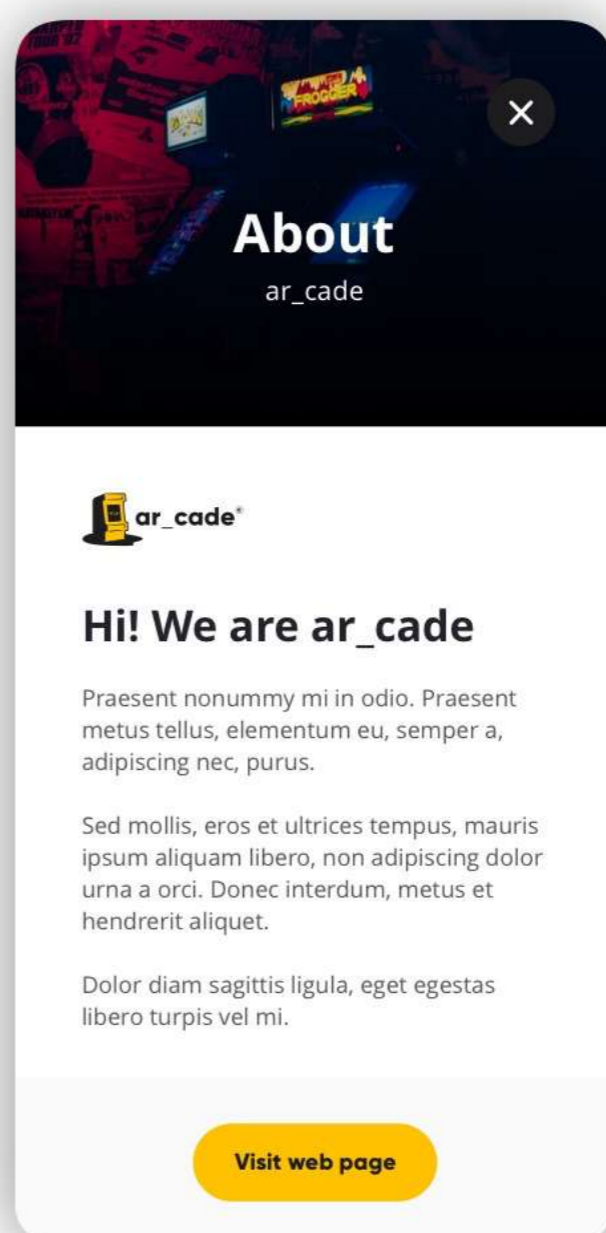 FROGGER
About
ar_cade
ar_cade®
Hi! We are ar_cade
Praesent nonummy mi in odio. Praesent
metus tellus, elementum eu, semper a,
adipiscing nec, purus.
Sed mollis, eros et ultrices tempus, mauris
ipsum aliquam libero, non adipiscing dolor
urna a orci. Donec interdum, metus et
hendrerit aliquet.
Dolor diam sagittis ligula, eget egestas
libero turpis vel mi.
Visit web page